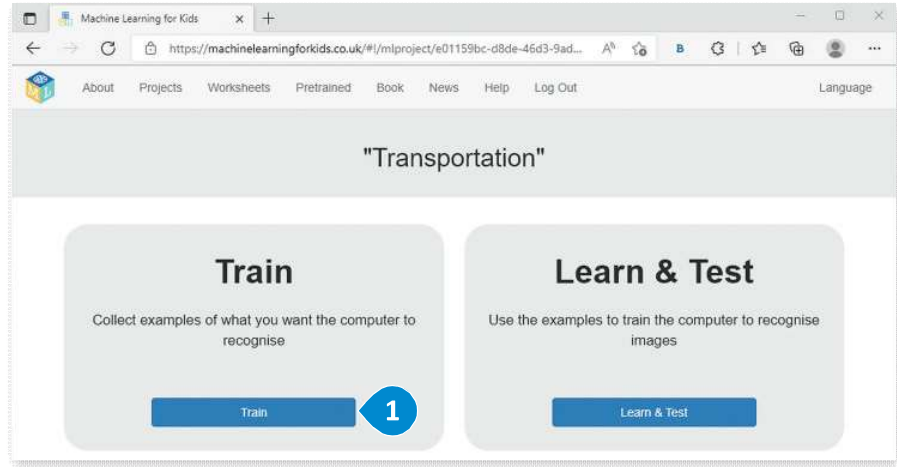 Machine Learning for Kids
https://machinelearningforkids.co.uk/#!/mlproject/e01159bc-d8de-46d3-9ad...
B
About Projects Worksheets Pretrained Book News Help Log Out Language
"Transportation"
Train
Collect examples of what you want the computer to
recognise
Train
1
Learn & Test
Use the examples to train the computer to recognise
images
Learn & Test